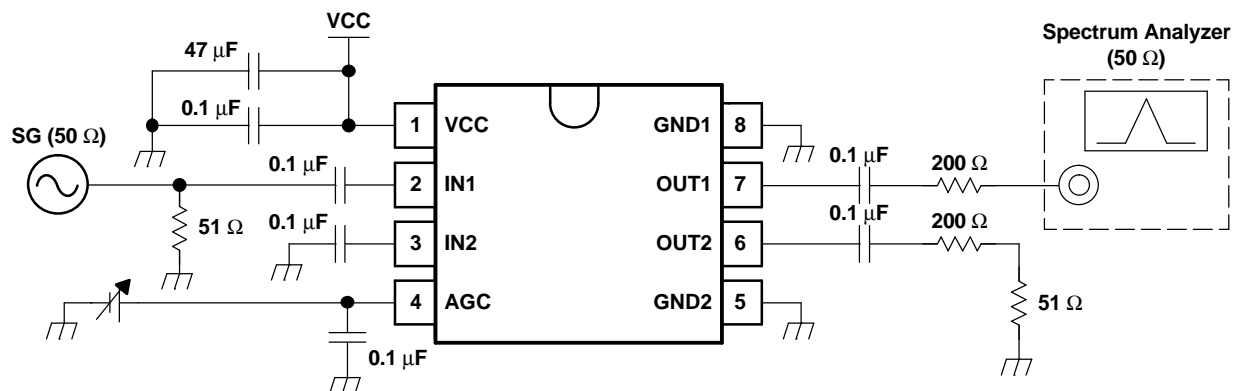 VCC
47 μF
0.1 μF
SG (50 Ω)
51 Ω
0.1 μF
0.1 μF
0.1 μF
1 VCC
2 IN1
3 IN2
4 AGC
GND1 8
OUT1 7
OUT2 6
GND2 5
0.1 μF
200 Ω
0.1 μF
200 Ω
51 Ω
Spectrum Analyzer
(50 Ω)